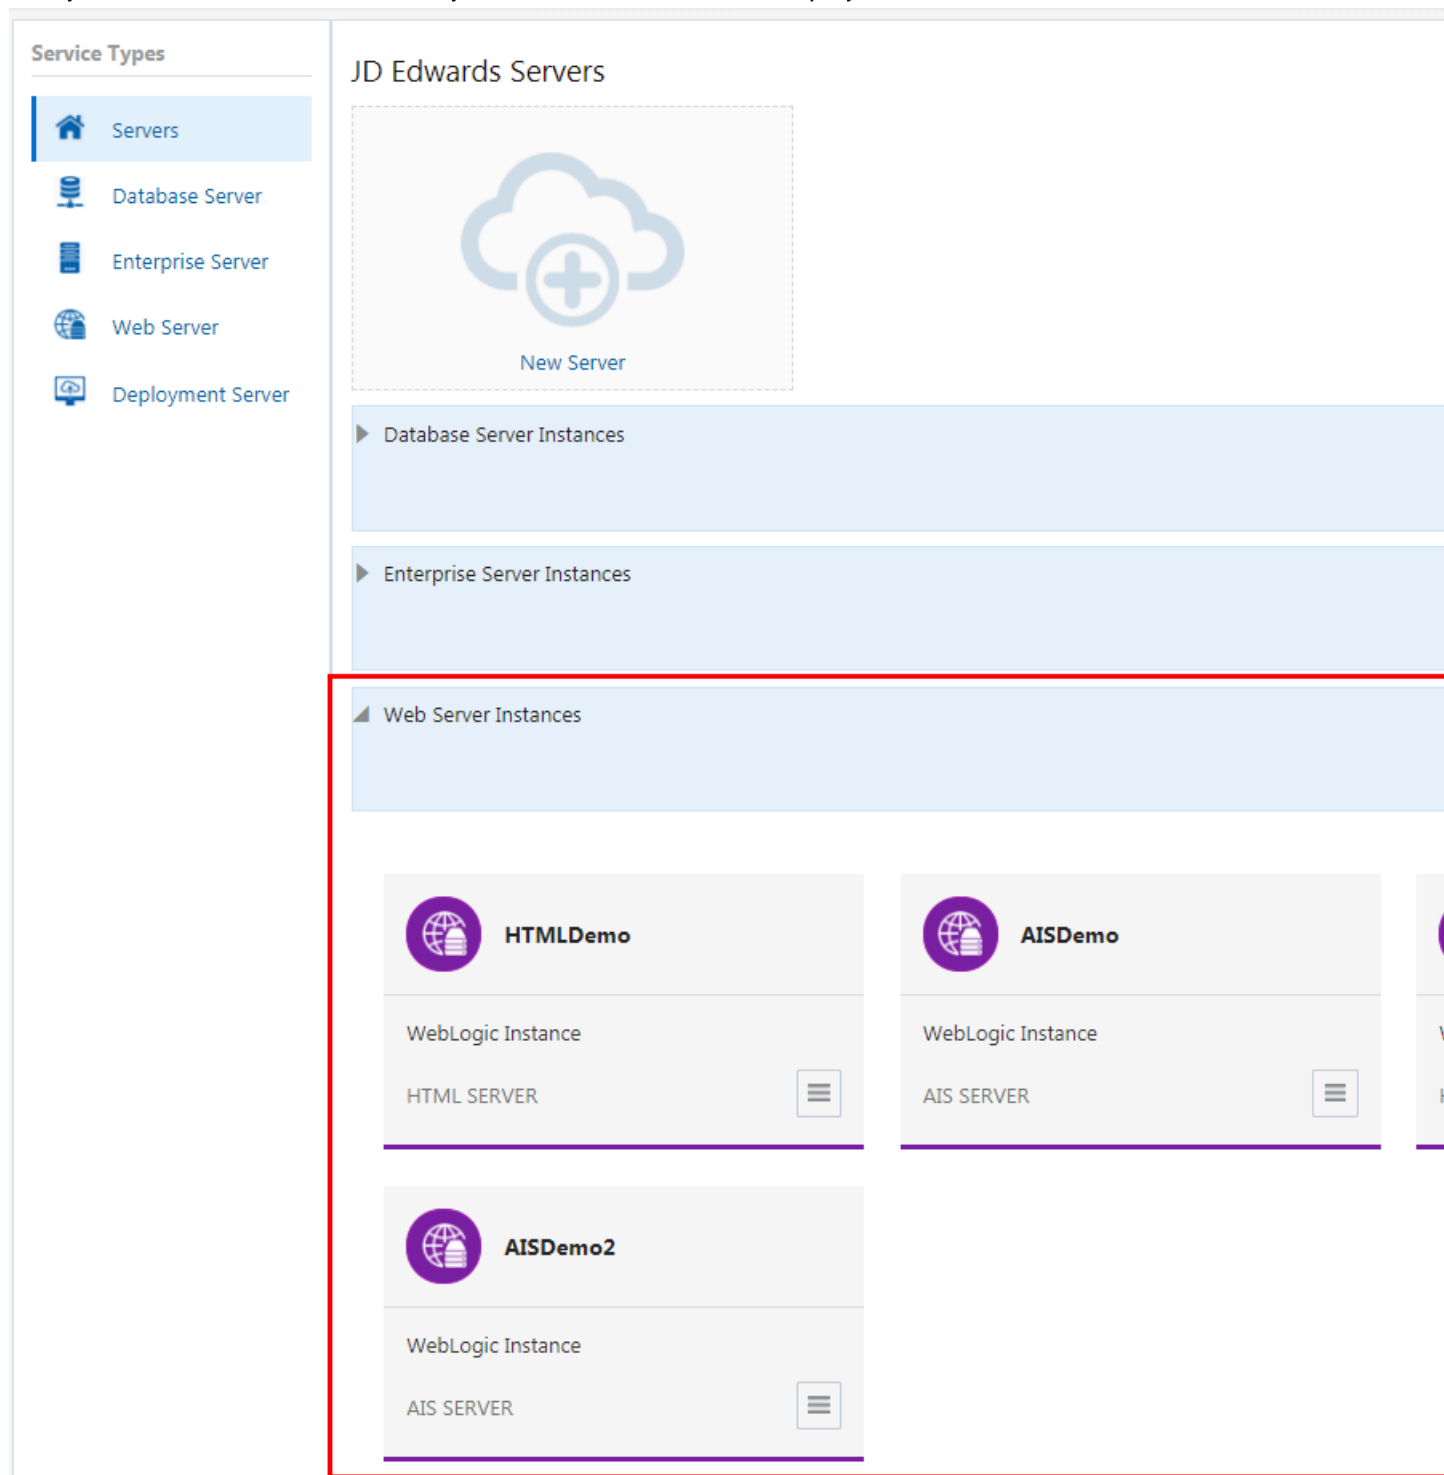 Service Types
Servers
Database Server
Enterprise Server
Web Server
Deployment Server
JD Edwards Servers
New Server
Database Server Instances
Enterprise Server Instances
Web Server Instances
HTMLDemo
WebLogic Instance
HTML SERVER
AISDemo
WebLogic Instance
AIS SERVER
AISDemo2
WebLogic Instance
AIS SERVER